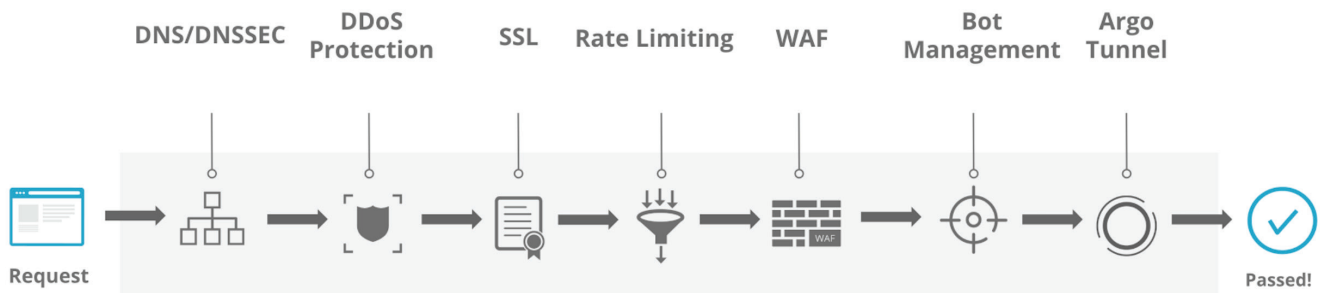 DNS/DNSSEC
DDoS
Protection
SSL
Rate Limiting
WAF
Bot
Management
Argo
Tunnel
WAF
Request
Passed!